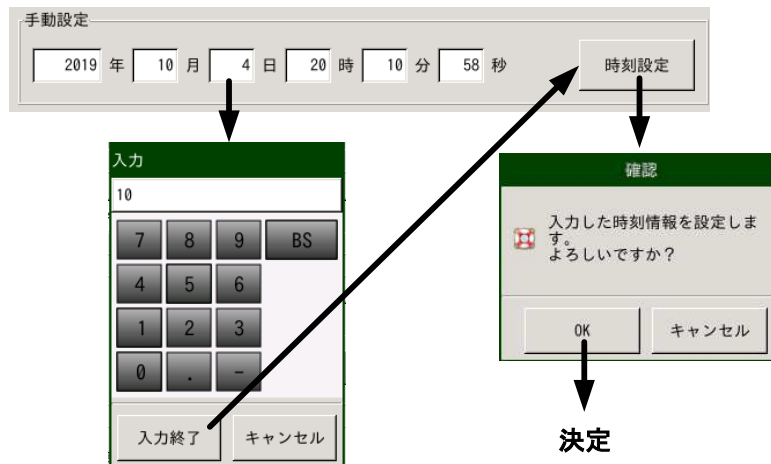 手動設定
2019 年 10 月 4 日 20 時 10 分 58 秒 時刻設定
入力
10
7 8 9 BS
4 5 6
1 2 3
0 . -
入力終了 キャンセル
確認
入力した時刻情報を設定しま
す。
よろしいですか？
OK キャンセル
決定